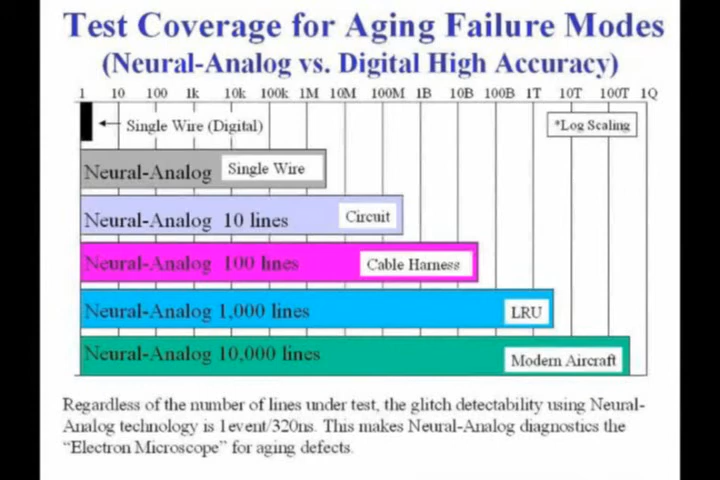 Test Coverage for Aging Failure Modes
(Neural-Analog vs. Digital High Accuracy)
1 10 100 1k 10k 100k 1M 10M 100M 1B 10B 100B 1T 10T 100T 1Q
Single Wire (Digital)
*Log Scaling
Neural-Analog Single Wire
Neural-Analog 10 lines Circuit
Neural-Analog 100 lines Cable Harness
Neural-Analog 1,000 lines LRU
Neural-Analog 10,000 lines Modern Aircraft
Regardless of the number of lines under test, the glitch detectability using Neural-
Analog technology is 1event/320ns. This makes Neural-Analog diagnostics the
“Electron Microscope” for aging defects.